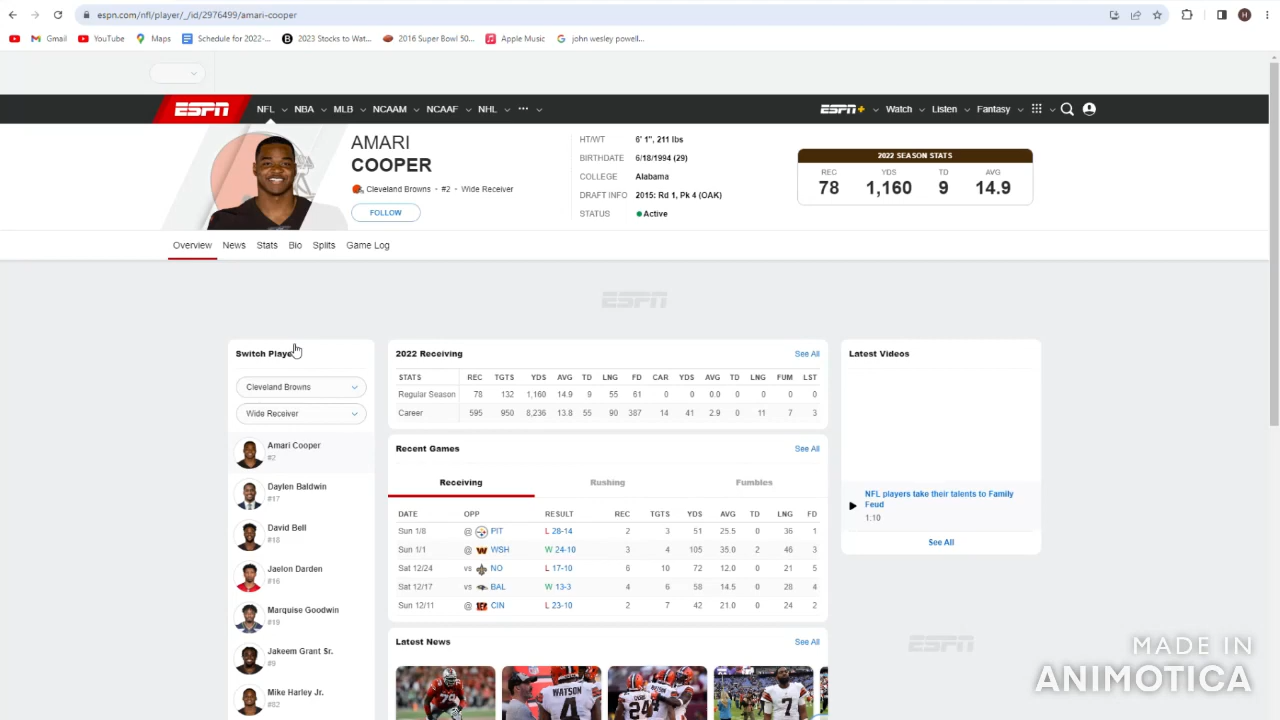 espn.com/nfl/player/_/id/2976499/amari-cooper
Gmail YouTube Maps Schedule for 2022-... 2023 Stocks to Wat... 2016 Super Bowl 50... Apple Music john wesley powell...
ESPN NFL NBA MLB NCAAM NCAAF NHL ••• ESPN+ Watch Listen Fantasy
AMARI
COOPER
Cleveland Browns • #2 • Wide Receiver
FOLLOW
HT/WT 6' 1", 211 lbs
BIRTHDATE 6/18/1994 (29)
COLLEGE Alabama
DRAFT INFO 2015: Rd 1, Pk 4 (OAK)
STATUS Active
2022 SEASON STATS
REC YDS TD AVG
78 1,160 9 14.9
Overview News Stats Bio Splits Game Log
ESPN
Switch Player
Cleveland Browns
Wide Receiver
Amari Cooper
#2
Daylen Baldwin
#17
David Bell
#18
Jaelon Darden
#16
Marquise Goodwin
#19
Jakeem Grant Sr.
#9
Mike Harley Jr.
#82
2022 Receiving See All
STATS REC TGTS YDS AVG TD LNG FD CAR YDS AVG TD LNG FUM LST
Regular Season 78 132 1,160 14.9 9 55 61 0 0 0.0 0 0 0 0
Career 595 950 8,236 13.8 55 90 387 14 41 2.9 0 11 7 3
Recent Games See All
Receiving Rushing Fumbles
DATE OPP RESULT REC TGTS YDS AVG TD LNG FD
Sun 1/8 @ PIT L 28-14 2 3 51 25.5 0 36 1
Sun 1/1 @ WSH W 24-10 3 4 105 35.0 2 46 3
Sat 12/24 vs NO L 17-10 6 10 72 12.0 0 21 5
Sat 12/17 vs BAL W 13-3 4 6 58 14.5 0 28 4
Sun 12/11 @ CIN L 23-10 2 7 42 21.0 0 24 2
Latest News See All
WATSON
4
24
7
Latest Videos
NFL players take their talents to Family
Feud
1:10
See All
ESPN
MADE IN
ANIMOTICA